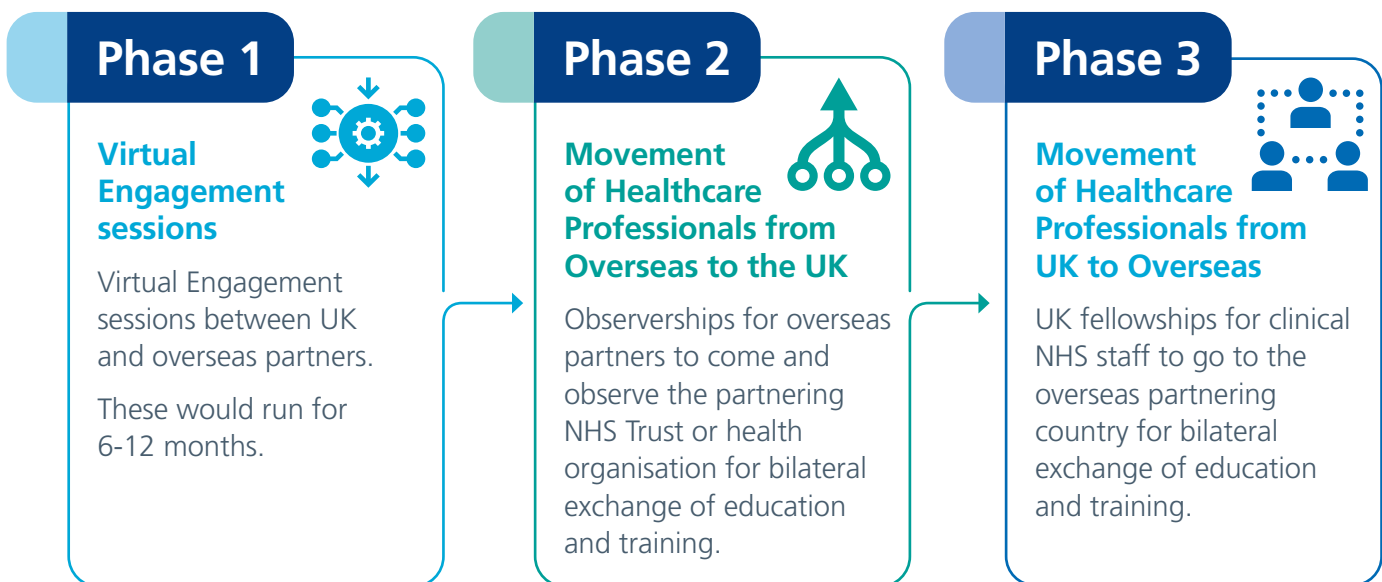 Phase 1
Virtual
Engagement
sessions
Virtual Engagement
sessions between UK
and overseas partners.
These would run for
6-12 months.
Phase 2
Movement
of Healthcare
Professionals from
Overseas to the UK
Observerships for overseas
partners to come and
observe the partnering
NHS Trust or health
organisation for bilateral
exchange of education
and training.
Phase 3
Movement
of Healthcare
Professionals from
UK to Overseas
UK fellowships for clinical
NHS staff to go to the
overseas partnering
country for bilateral
exchange of education
and training.